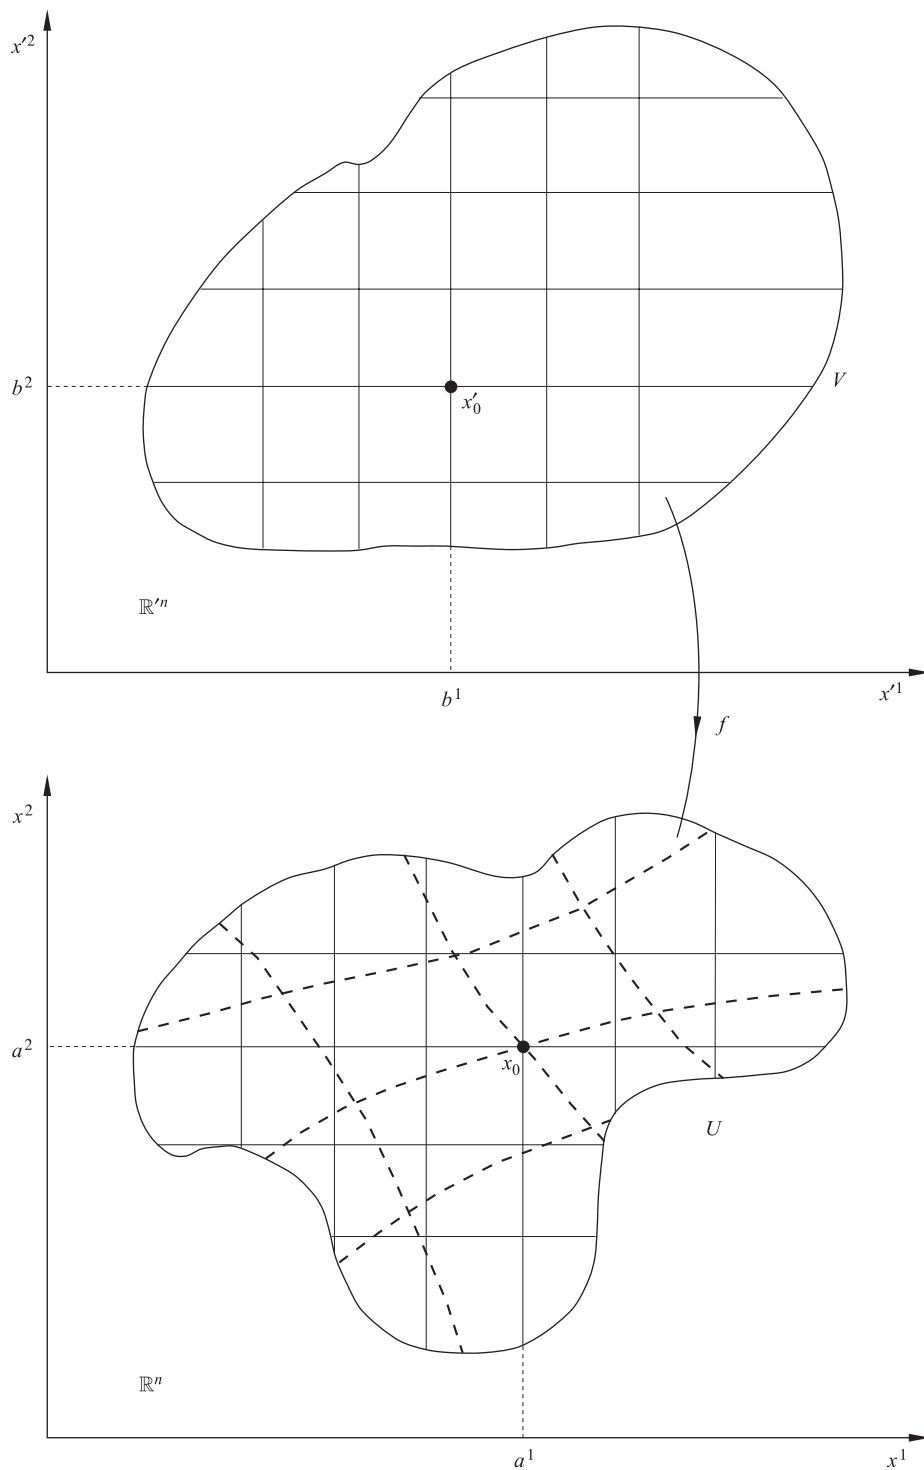 x′²
b²
x′₀
V
ℝ′ⁿ
b¹
x′¹
f
x²
a²
x₀
U
ℝⁿ
a¹
x¹